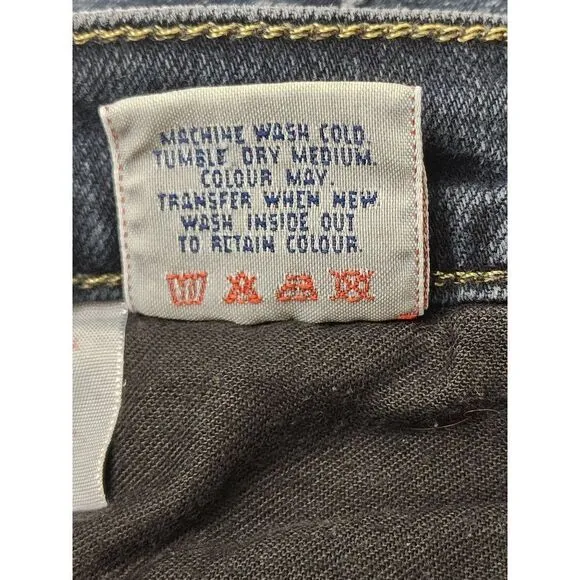 MACHINE WASH COLD.
TUMBLE DRY MEDIUM.
COLOUR MAY.
TRANSFER WHEN NEW
WASH INSIDE OUT
TO RETAIN COLOUR.